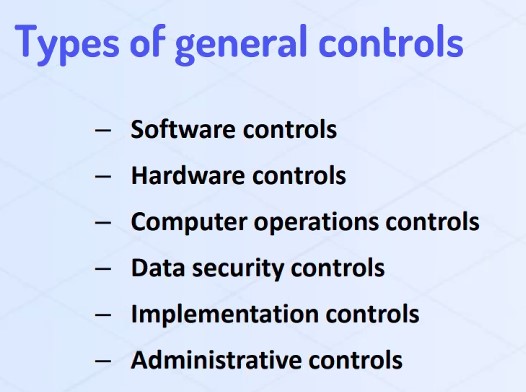 Types of general controls
– Software controls
– Hardware controls
– Computer operations controls
– Data security controls
– Implementation controls
– Administrative controls